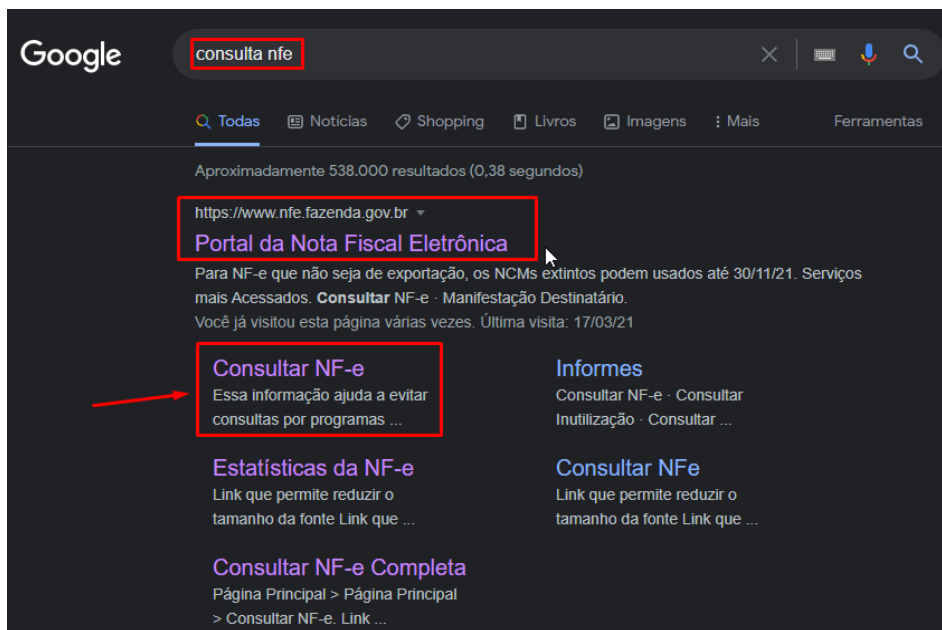 Google
consulta nfe
Todas Notícias Shopping Livros Imagens Mais Ferramentas
Aproximadamente 538.000 resultados (0,38 segundos)
https://www.nfe.fazenda.gov.br
Portal da Nota Fiscal Eletrônica
Para NF-e que não seja de exportação, os NCMs extintos podem usados até 30/11/21. Serviços
mais Acessados. Consultar NF-e · Manifestação Destinatário.
Você já visitou esta página várias vezes. Última visita: 17/03/21
Consultar NF-e
Essa informação ajuda a evitar
consultas por programas ...
Informes
Consultar NF-e · Consultar
Inutilização · Consultar ...
Estatísticas da NF-e
Link que permite reduzir o
tamanho da fonte Link que ...
Consultar NFe
Link que permite reduzir o
tamanho da fonte Link que ...
Consultar NF-e Completa
Página Principal > Página Principal
> Consultar NF-e. Link ...